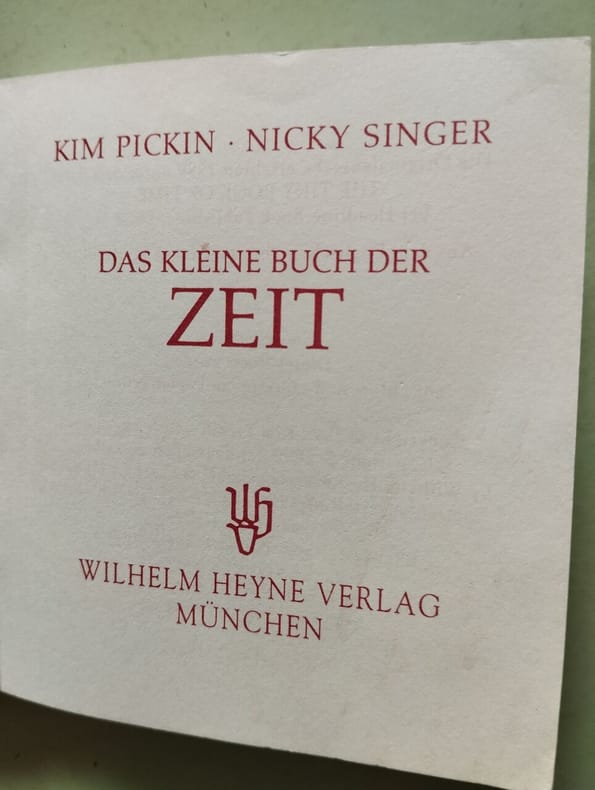 KIM PICKIN · NICKY SINGER
DAS KLEINE BUCH DER
ZEIT
WILHELM HEYNE VERLAG
MÜNCHEN